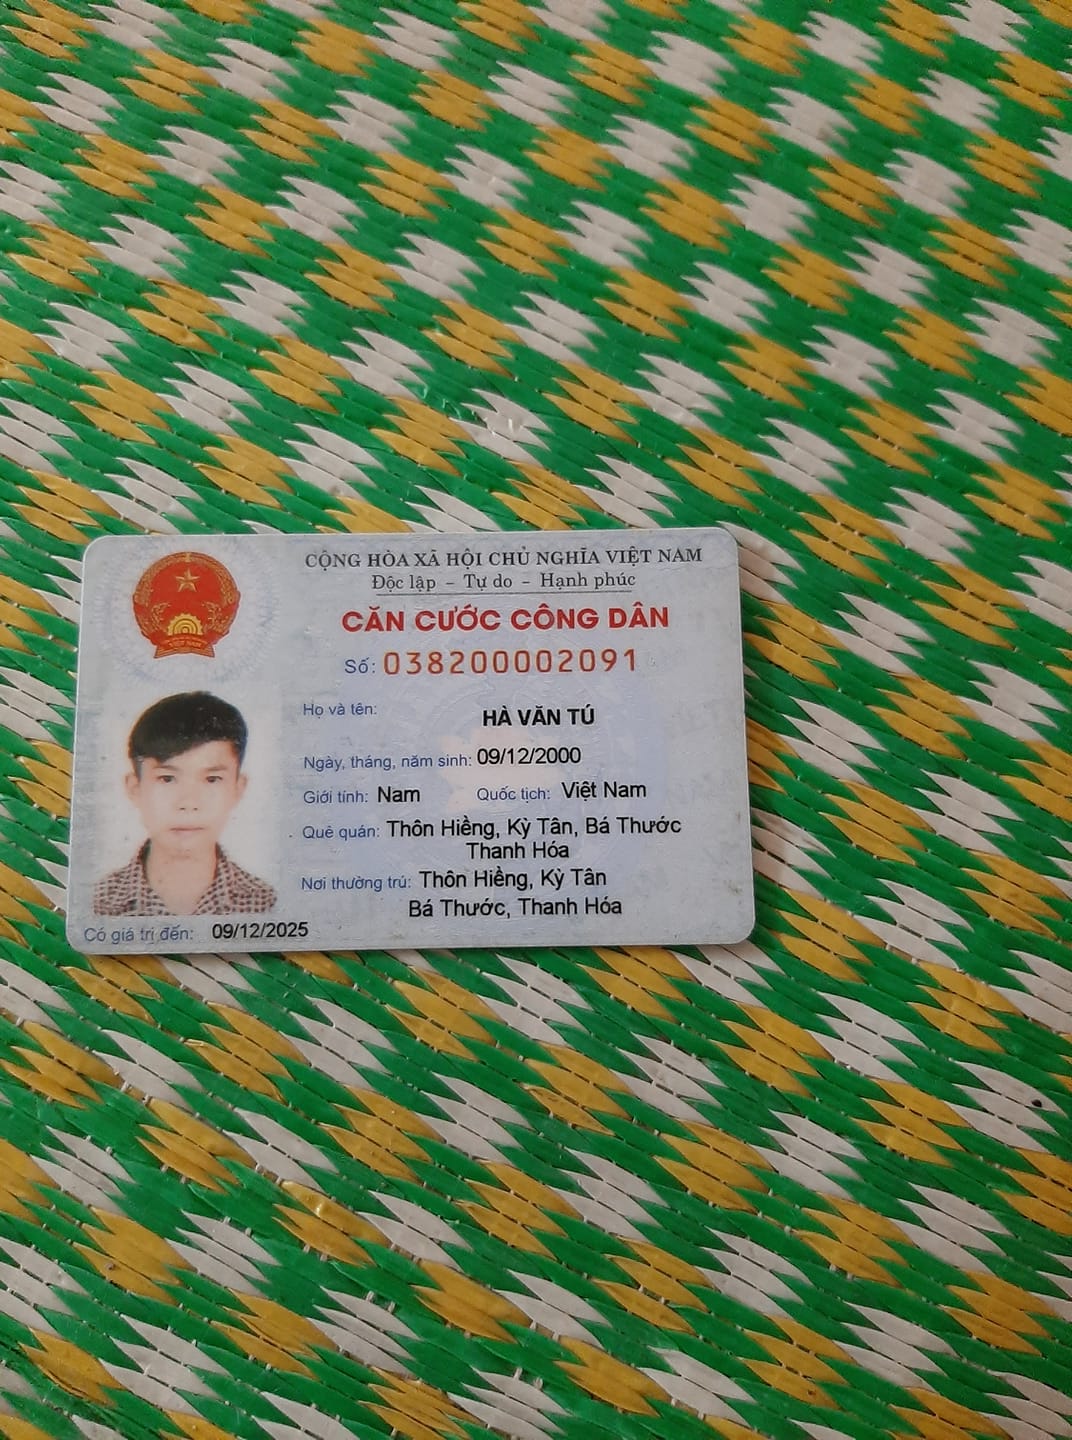 CỘNG HÒA XÃ HỘI CHỦ NGHĨA VIỆT NAM
Độc lập – Tự do – Hạnh phúc
CĂN CƯỚC CÔNG DÂN
Số: 038200002091
Họ và tên: HÀ VĂN TÚ
Ngày, tháng, năm sinh: 09/12/2000
Giới tính: Nam Quốc tịch: Việt Nam
Quê quán: Thôn Hiềng, Kỳ Tân, Bá Thước
Thanh Hóa
Nơi thường trú: Thôn Hiềng, Kỳ Tân
Bá Thước, Thanh Hóa
Có giá trị đến: 09/12/2025